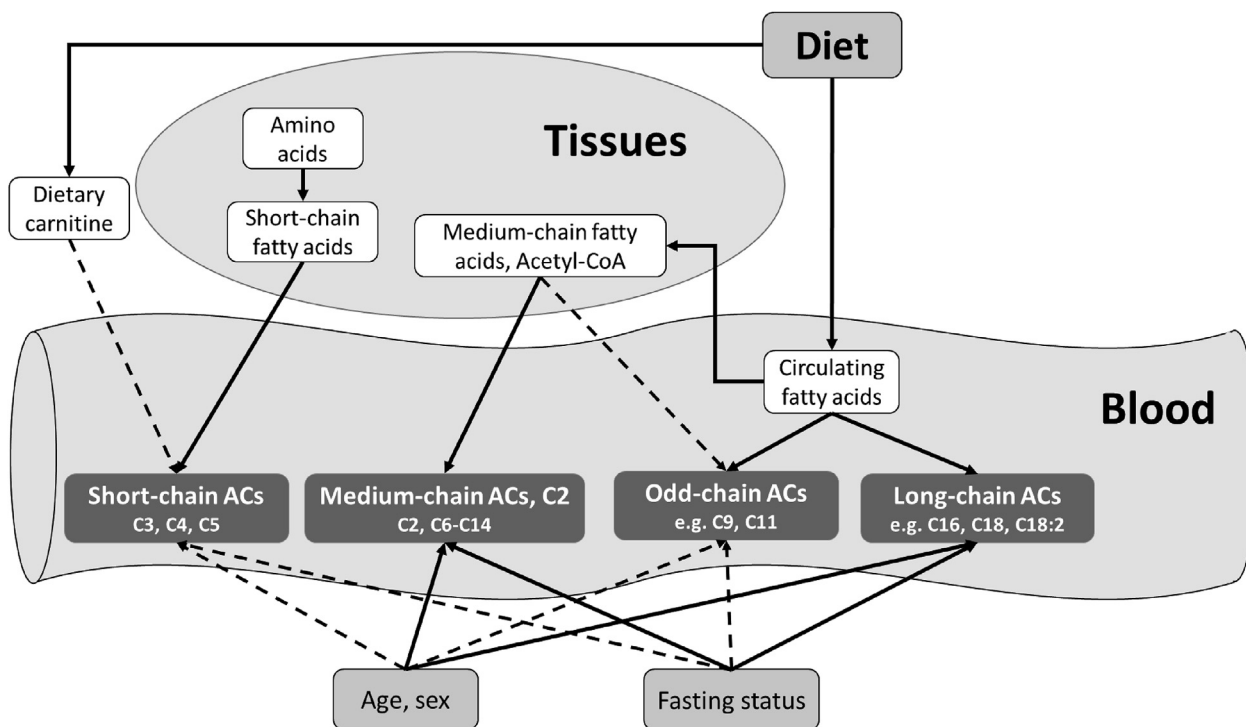 Diet
Tissues
Amino
acids
Dietary
carnitine
Short-chain
fatty acids
Medium-chain fatty
acids, Acetyl-CoA
Circulating
fatty acids
Blood
Short-chain ACs
C3, C4, C5
Medium-chain ACs, C2
C2, C6-C14
Odd-chain ACs
e.g. C9, C11
Long-chain ACs
e.g. C16, C18, C18:2
Age, sex
Fasting status